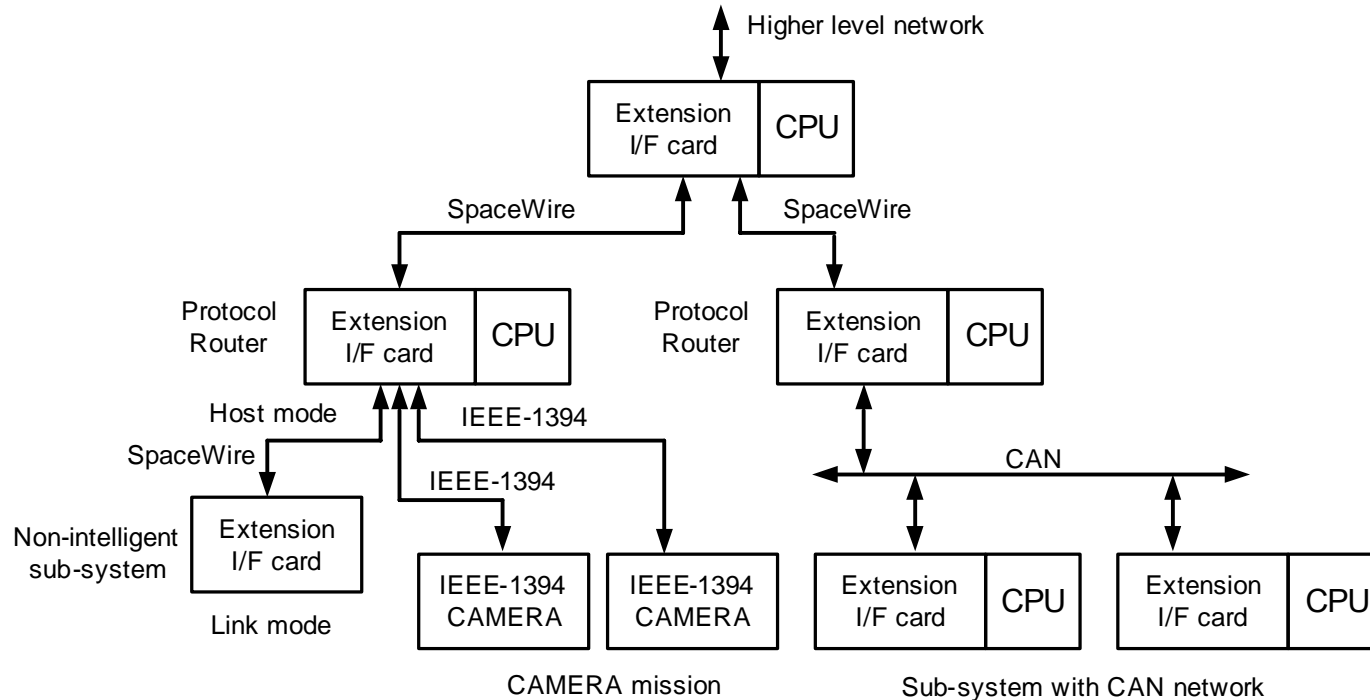 Higher level network
Extension
I/F card
CPU
SpaceWire
SpaceWire
Protocol
Router
Extension
I/F card
CPU
Protocol
Router
Extension
I/F card
CPU
Host mode
IEEE-1394
SpaceWire
IEEE-1394
CAN
Non-intelligent
sub-system
Extension
I/F card
Link mode
IEEE-1394
CAMERA
IEEE-1394
CAMERA
CAMERA mission
Extension
I/F card
CPU
Extension
I/F card
CPU
Sub-system with CAN network